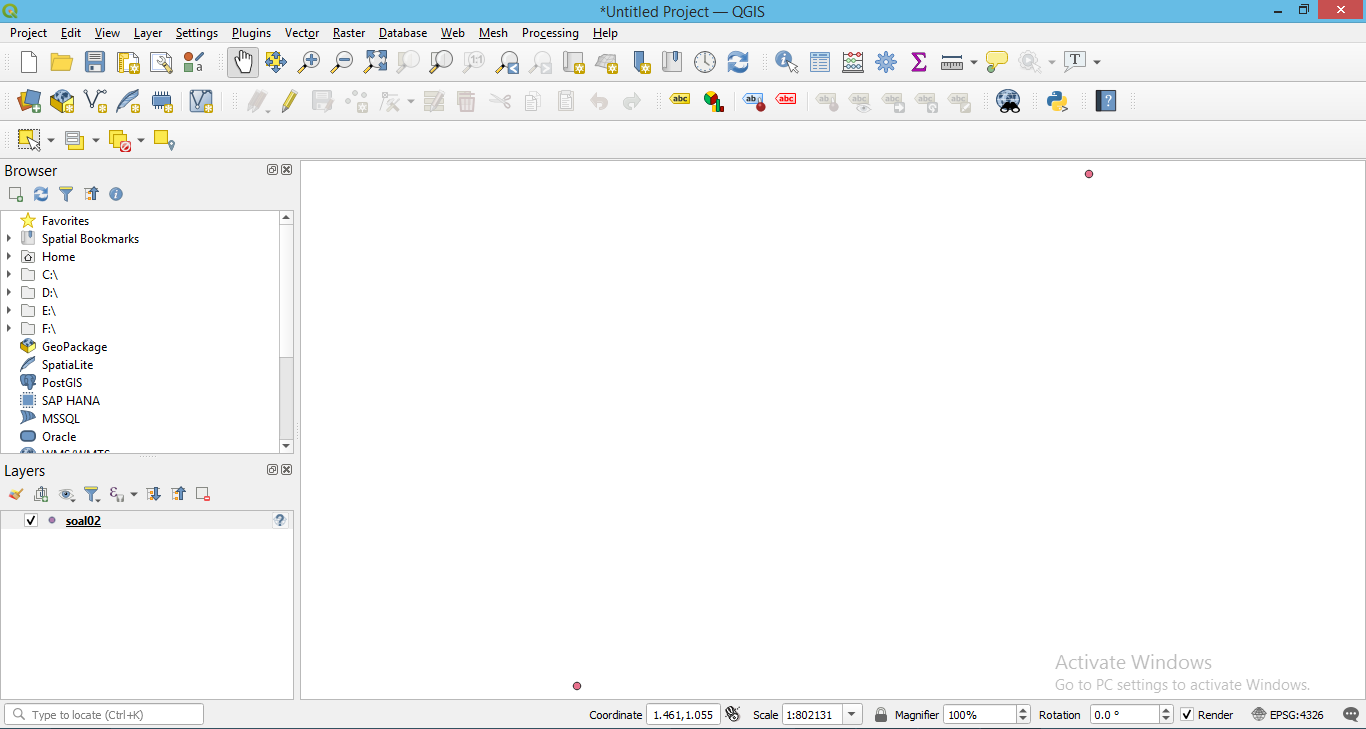 *Untitled Project — QGIS
Project Edit View Layer Settings Plugins Vector Raster Database Web Mesh Processing Help
Browser
Favorites
Spatial Bookmarks
Home
C:\
D:\
E:\
F:\
GeoPackage
SpatiaLite
PostGIS
SAP HANA
MSSQL
Oracle
WMS/WMTS
Layers
soal02
Activate Windows
Go to PC settings to activate Windows.
Type to locate (Ctrl+K) Coordinate 1.461,1.055 Scale 1:802131 Magnifier 100% Rotation 0.0 ° Render EPSG:4326